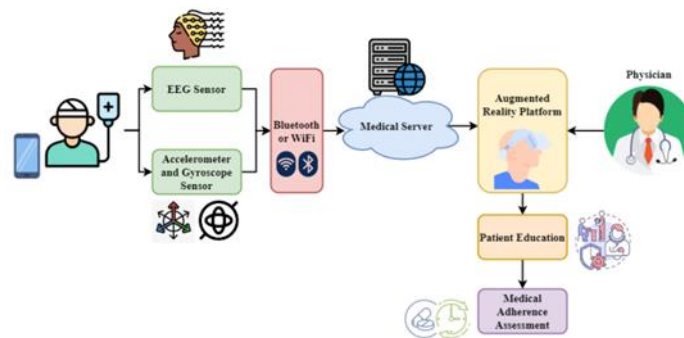 EEG Sensor
Accelerometer
and Gyroscope
Sensor
Bluetooth
or WiFi
Medical Server
Augmented
Reality Platform
Physician
Patient Education
Medical
Adherence
Assessment